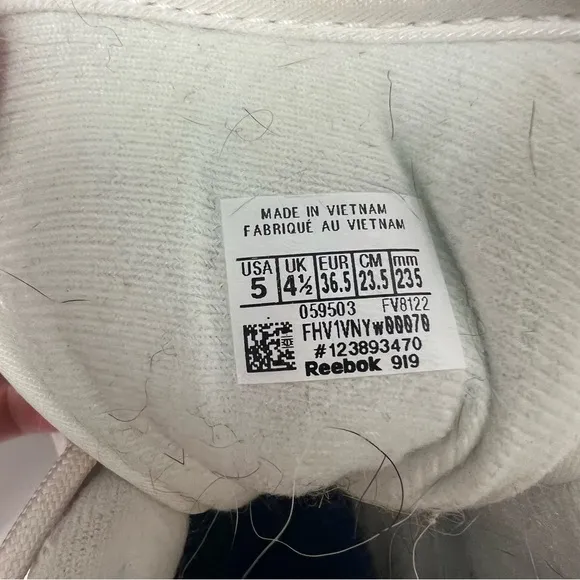 MADE IN VIETNAM
FABRIQUÉ AU VIETNAM
USA UK EUR CM mm
5 4½ 36.5 23.5 235
059503 FV8122
FHV1VNYW00070
#123893470
Reebok 919